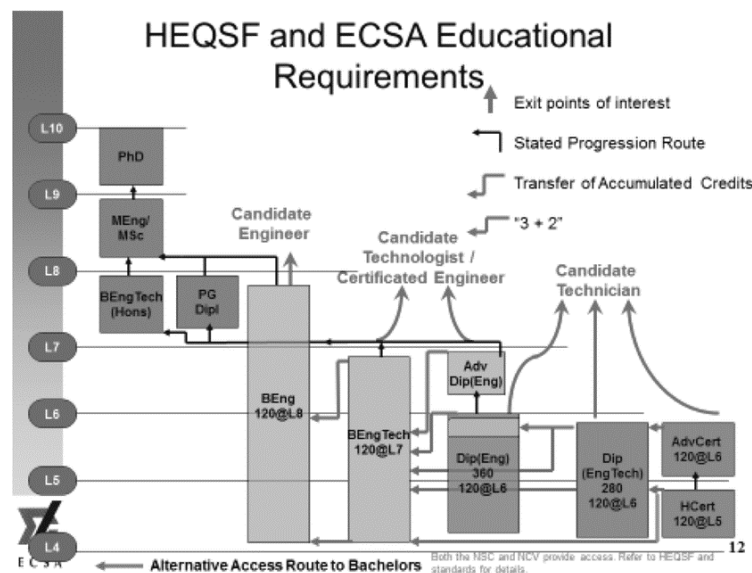 HEQSF and ECSA Educational
Requirements
Exit points of interest
Stated Progression Route
Transfer of Accumulated Credits
"3 + 2"
L10
PhD
L9
MEng/
MSc
Candidate
Engineer
Candidate
Technologist /
Certificated Engineer
Candidate
Technician
L8
BEngTech
(Hons)
PG
Dipl
L7
BEng
120@L8
BEngTech
120@L7
Adv
Dip(Eng)
L6
Dip(Eng)
360
120@L6
Dip
(EngTech)
280
120@L6
AdvCert
120@L6
L5
HCert
120@L5
L4
ECSA
Alternative Access Route to Bachelors
Both the NSC and NCV provide access. Refer to HEQSF and
standards for details.
12